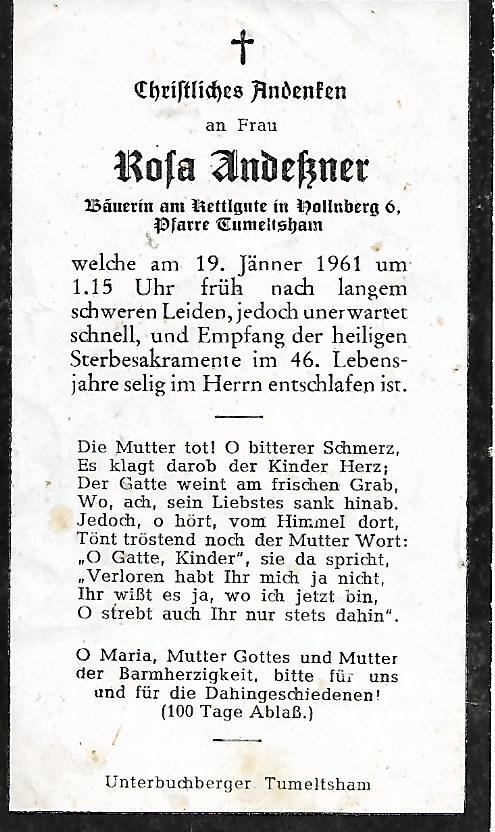 Christliches Andenken
an Frau
Rosa Andeßner
Bäuerin am Kettlgute in Hollnberg 6,
Pfarre Tumeltsham
welche am 19. Jänner 1961 um
1.15 Uhr früh nach langem
schweren Leiden, jedoch unerwartet
schnell, und Empfang der heiligen
Sterbesakramente im 46. Lebens-
jahre selig im Herrn entschlafen ist.
Die Mutter tot! O bitterer Schmerz,
Es klagt darob der Kinder Herz;
Der Gatte weint am frischen Grab,
Wo, ach, sein Liebstes sank hinab.
Jedoch, o hört, vom Himmel dort,
Tönt tröstend noch der Mutter Wort:
„O Gatte, Kinder", sie da spricht,
„Verloren habt Ihr mich ja nicht,
Ihr wißt es ja, wo ich jetzt bin,
O strebt auch Ihr nur stets dahin".
O Maria, Mutter Gottes und Mutter
der Barmherzigkeit, bitte für uns
und für die Dahingeschiedenen!
(100 Tage Ablaß.)
Unterbuchberger Tumeltsham